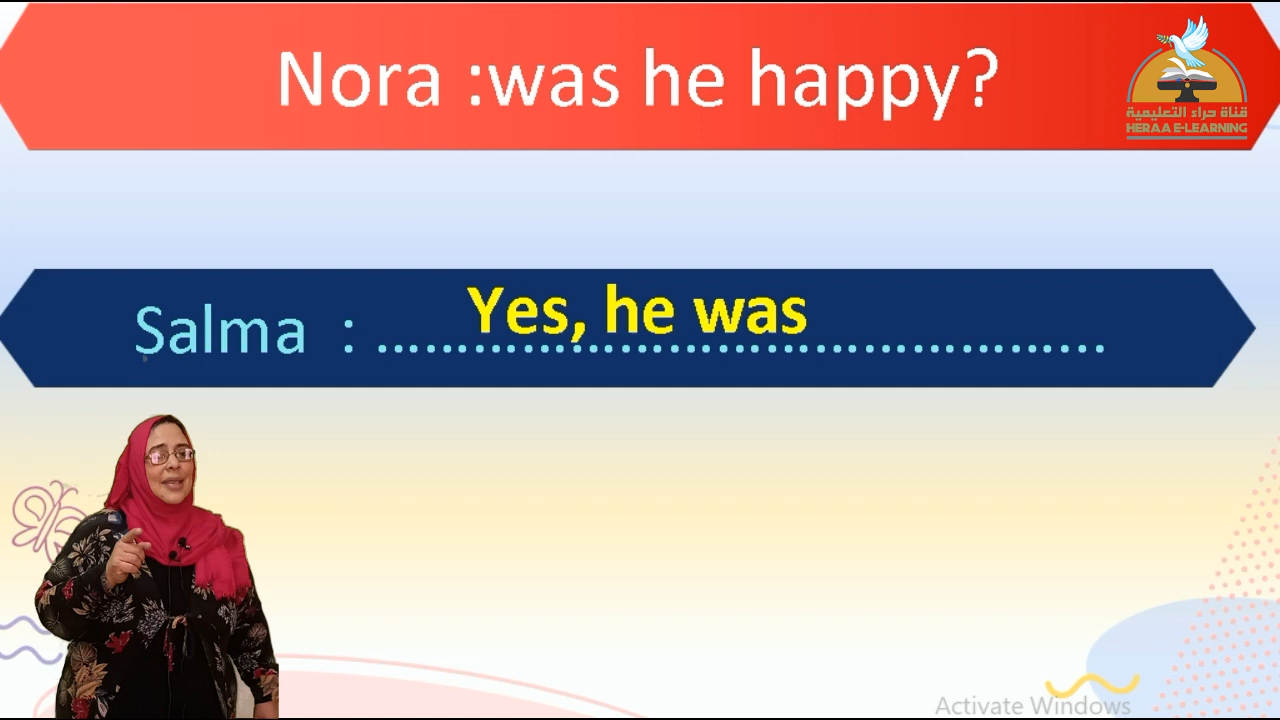 Nora :was he happy?
قناة حراء التعليمية
HERAA E-LEARNING
Yes, he was
Salma : ............................................
Activate Windows